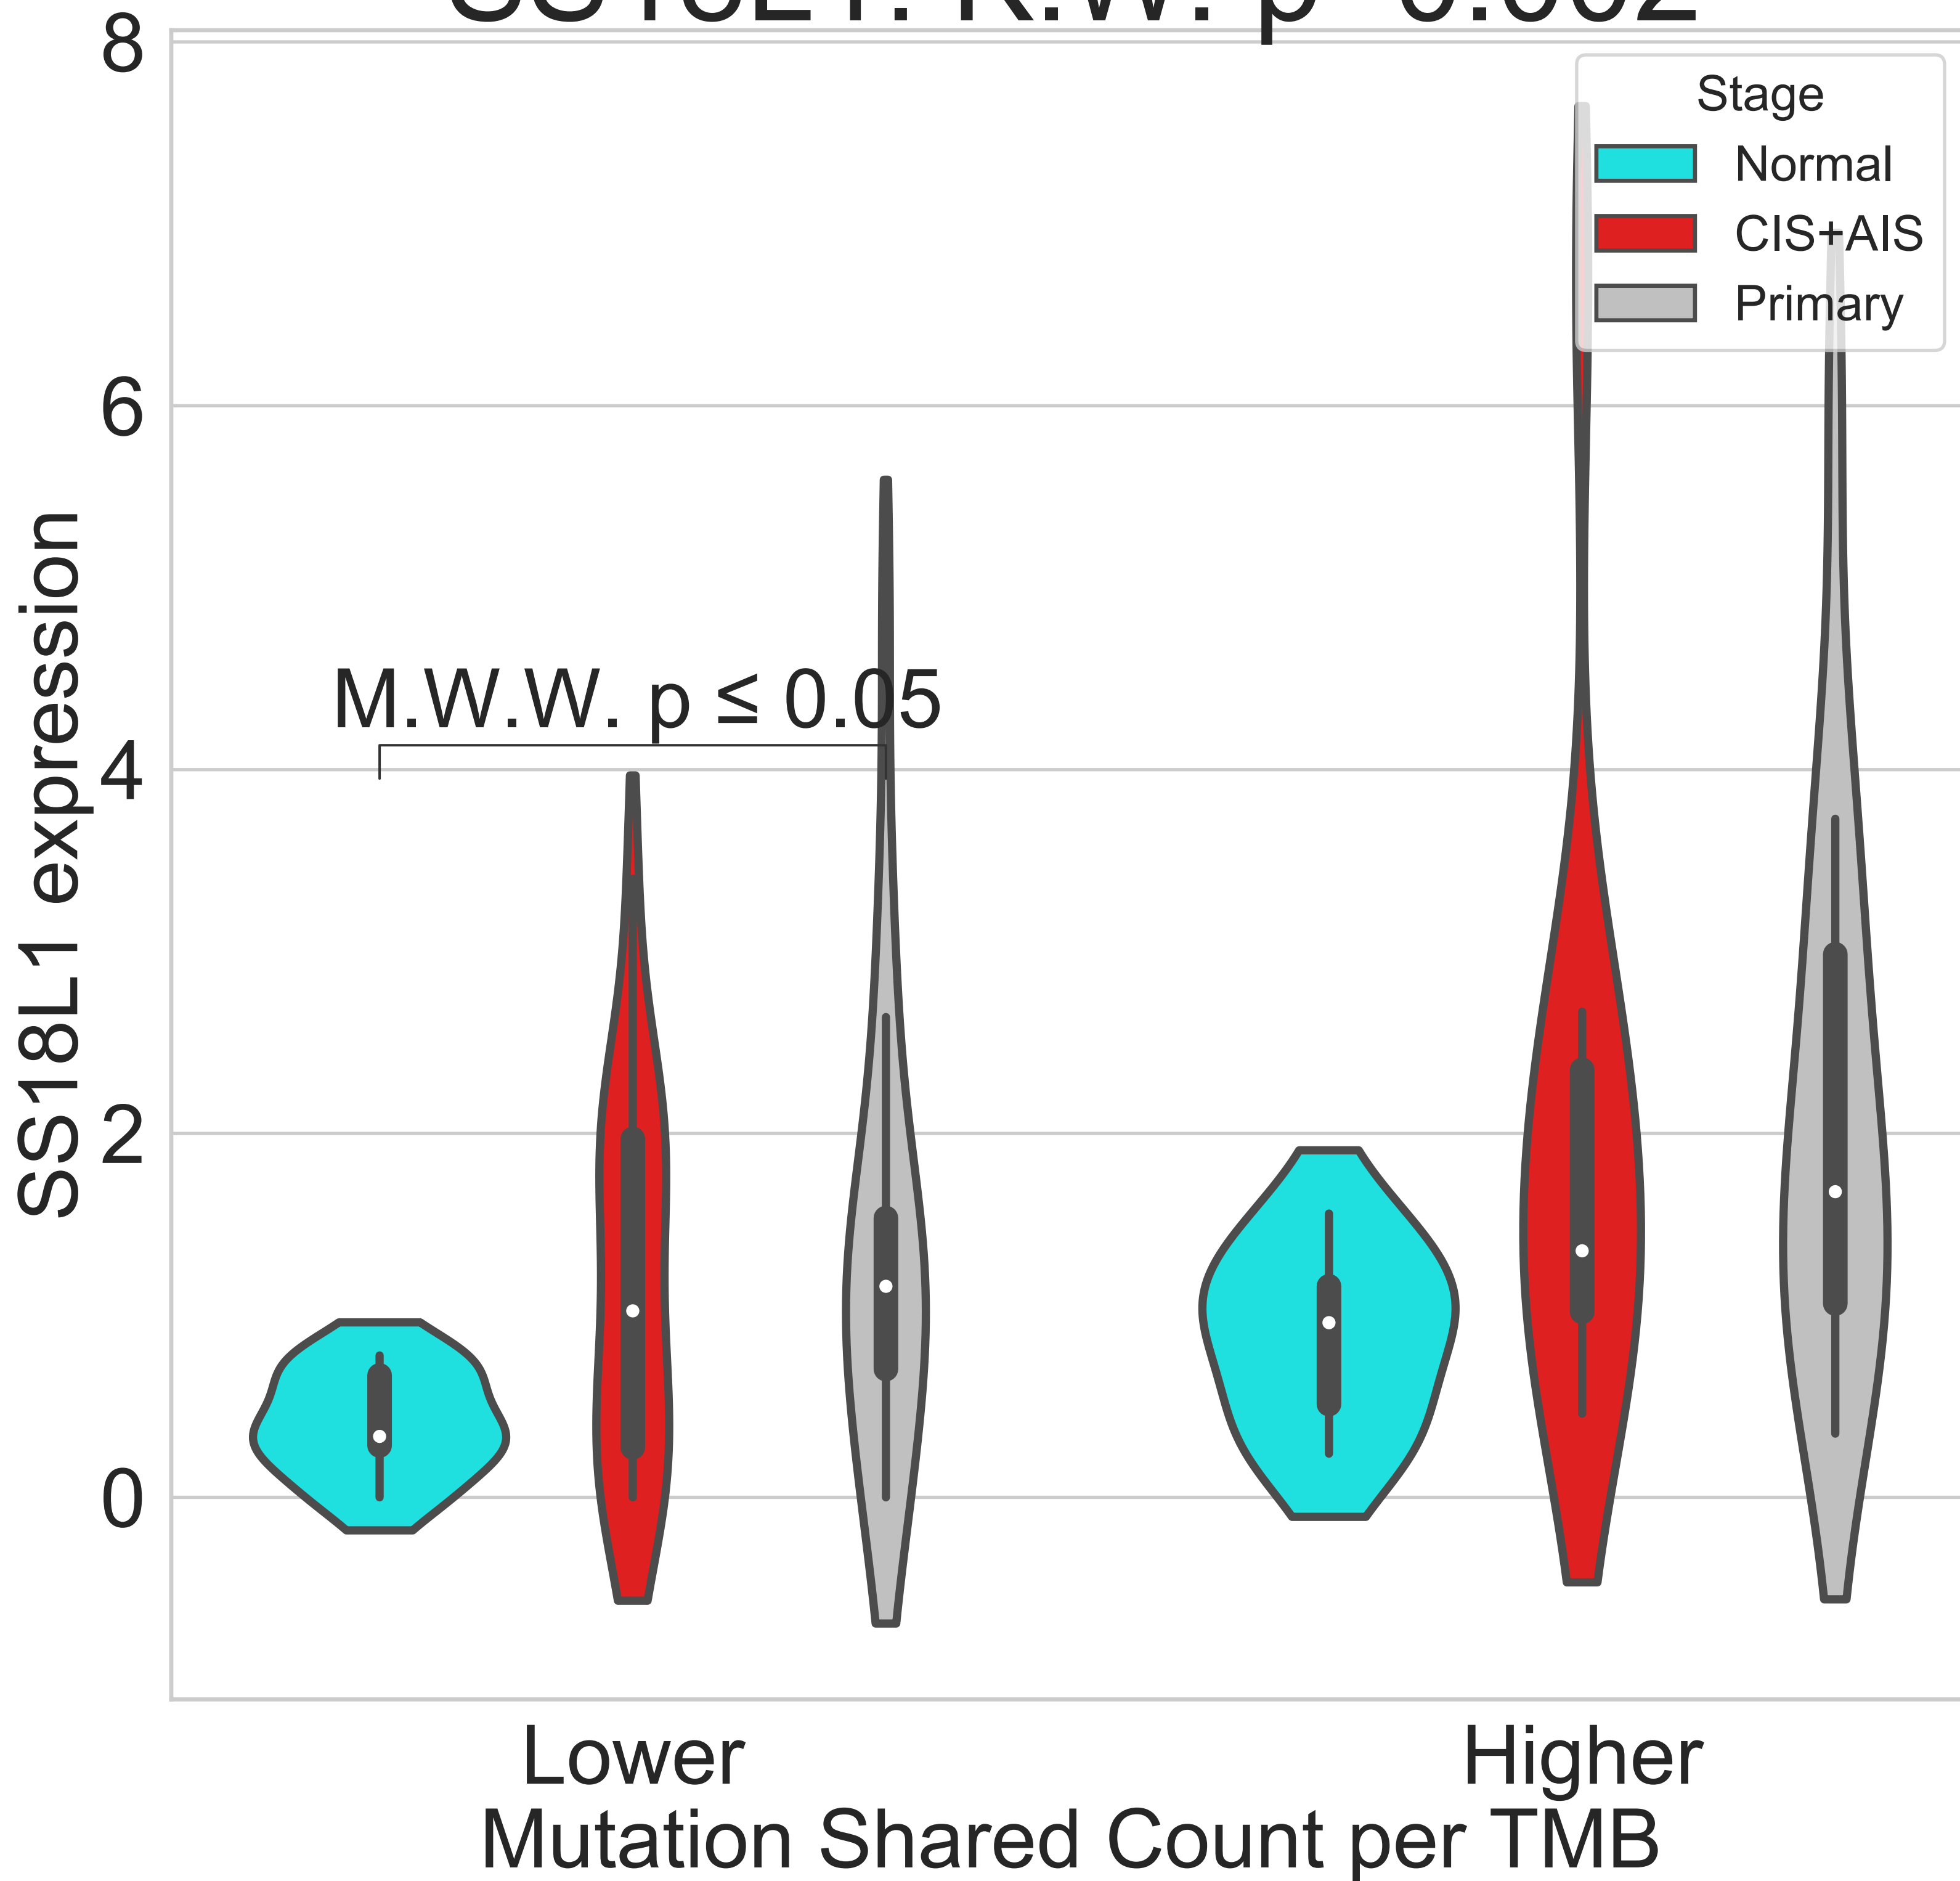 8
6
4
2
0
SS18L1 expression
Stage
Normal
CIS+AIS
Primary
M.W.W. p ≤ 0.05
Lower
Higher
Mutation Shared Count per TMB